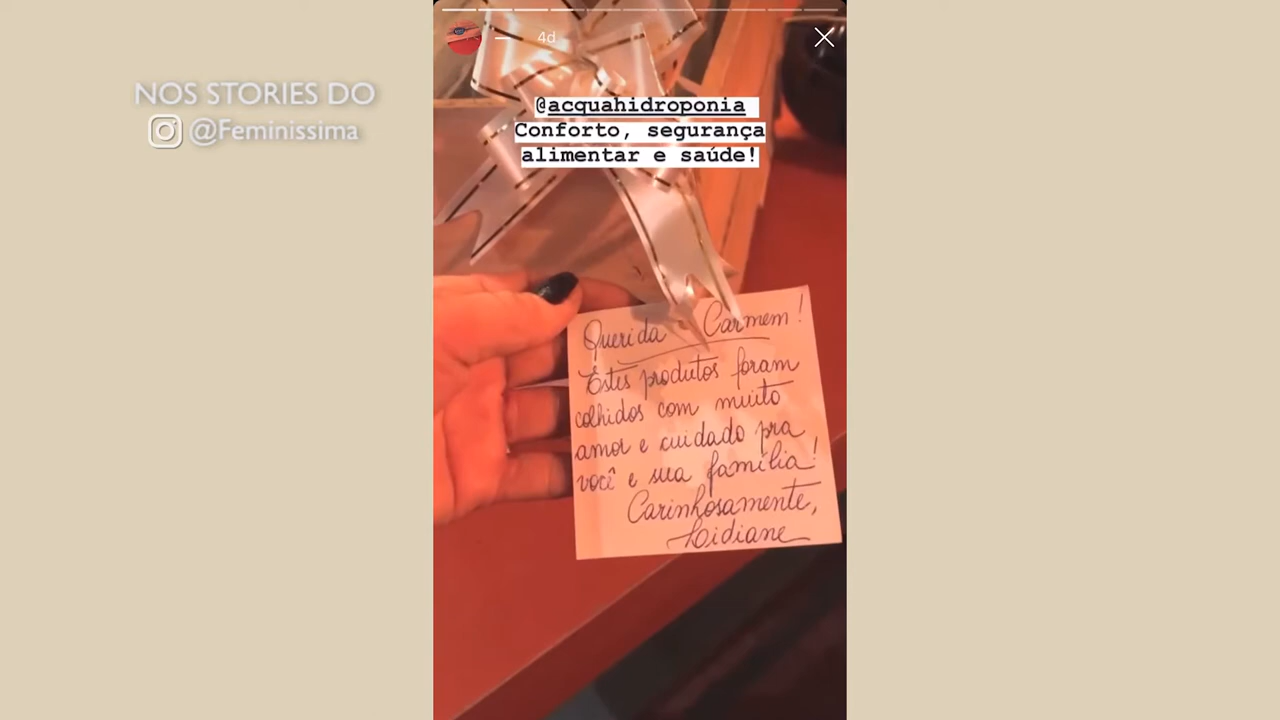 NOS STORIES DO
@Feminissima
4d
@acquahidroponia
Conforto, segurança
alimentar e saúde!
Querida Carmem!
Estes produtos foram
colhidos com muito
amor e cuidado pra
você e sua família!
Carinhosamente,
Loidiane